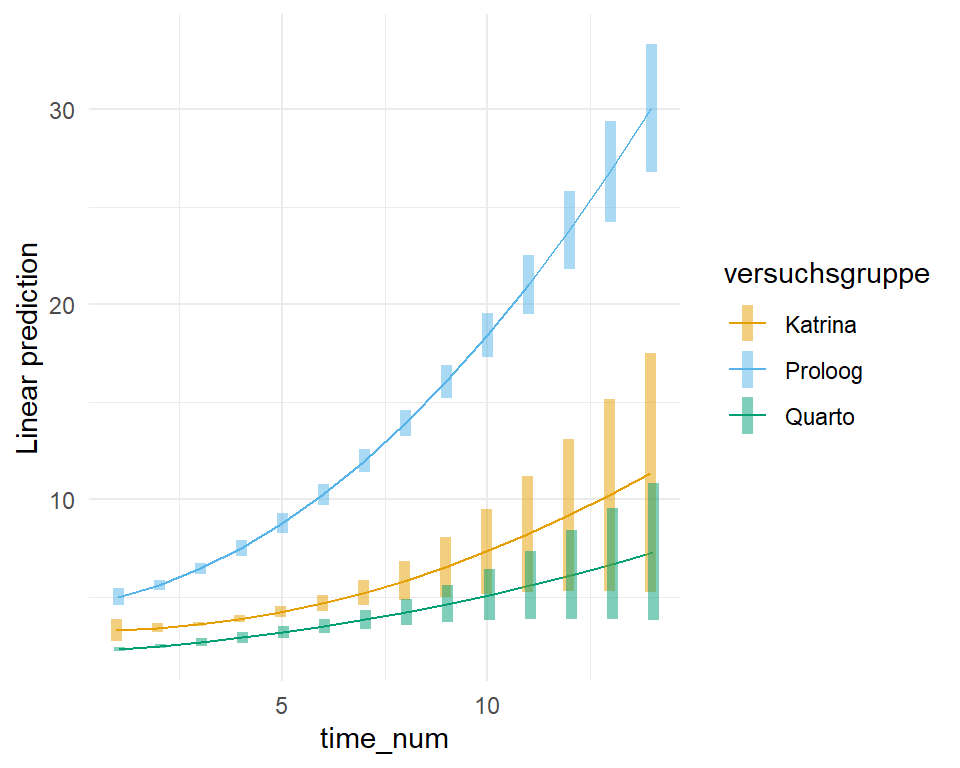 30
20
10
Linear prediction
5
10
time_num
versuchsgruppe
Katrina
Proloog
Quarto